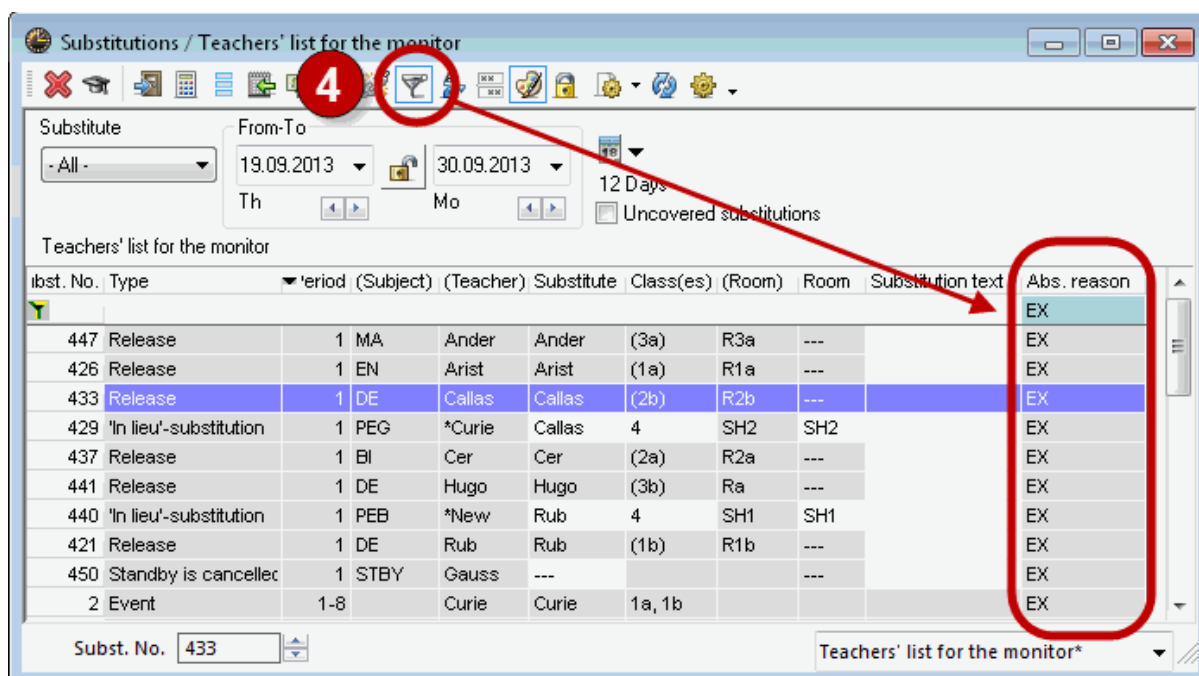 Substitutions / Teachers' list for the monitor
4
Substitute
From-To
- All -
19.09.2013
30.09.2013
18
12 Days
Th
Mo
Uncovered substitutions
Teachers' list for the monitor
ıbst. No. Type 'eriod (Subject) (Teacher) Substitute Class(es) (Room) Room Substitution text Abs. reason
EX
447 Release 1 MA Ander Ander (3a) R3a --- EX
426 Release 1 EN Arist Arist (1a) R1a --- EX
433 Release 1 DE Callas Callas (2b) R2b --- EX
429 'In lieu'-substitution 1 PEG *Curie Callas 4 SH2 SH2 EX
437 Release 1 BI Cer Cer (2a) R2a --- EX
441 Release 1 DE Hugo Hugo (3b) Ra --- EX
440 'In lieu'-substitution 1 PEB *New Rub 4 SH1 SH1 EX
421 Release 1 DE Rub Rub (1b) R1b --- EX
450 Standby is cancellec 1 STBY Gauss --- --- EX
2 Event 1-8 Curie Curie 1a, 1b EX
Subst. No. 433
Teachers' list for the monitor*